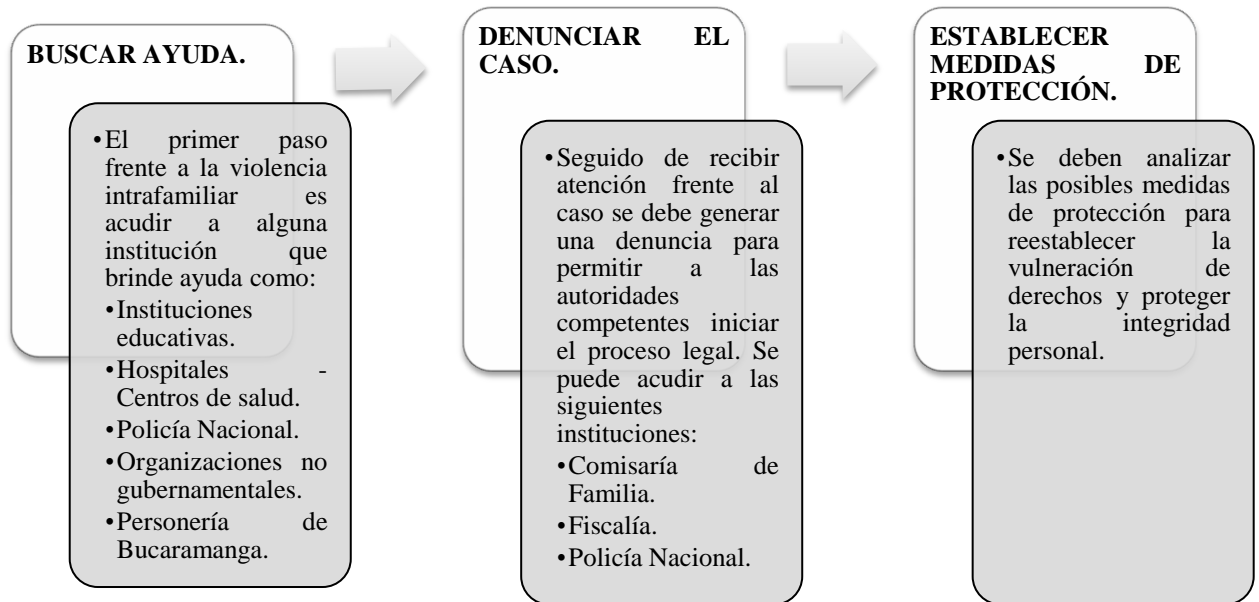 BUSCAR AYUDA.
•El primer paso
frente a la violencia
intrafamiliar es
acudir a alguna
institución que
brinde ayuda como:
•Instituciones
educativas.
•Hospitales -
Centros de salud.
•Policía Nacional.
•Organizaciones no
gubernamentales.
•Personería de
Bucaramanga.
DENUNCIAR EL
CASO.
•Seguido de recibir
atención frente al
caso se debe generar
una denuncia para
permitir a las
autoridades
competentes iniciar
el proceso legal. Se
puede acudir a las
siguientes
instituciones:
•Comisaría de
Familia.
•Fiscalía.
•Policía Nacional.
ESTABLECER
MEDIDAS DE
PROTECCIÓN.
•Se deben analizar
las posibles medidas
de protección para
reestablecer la
vulneración de
derechos y proteger
la integridad
personal.